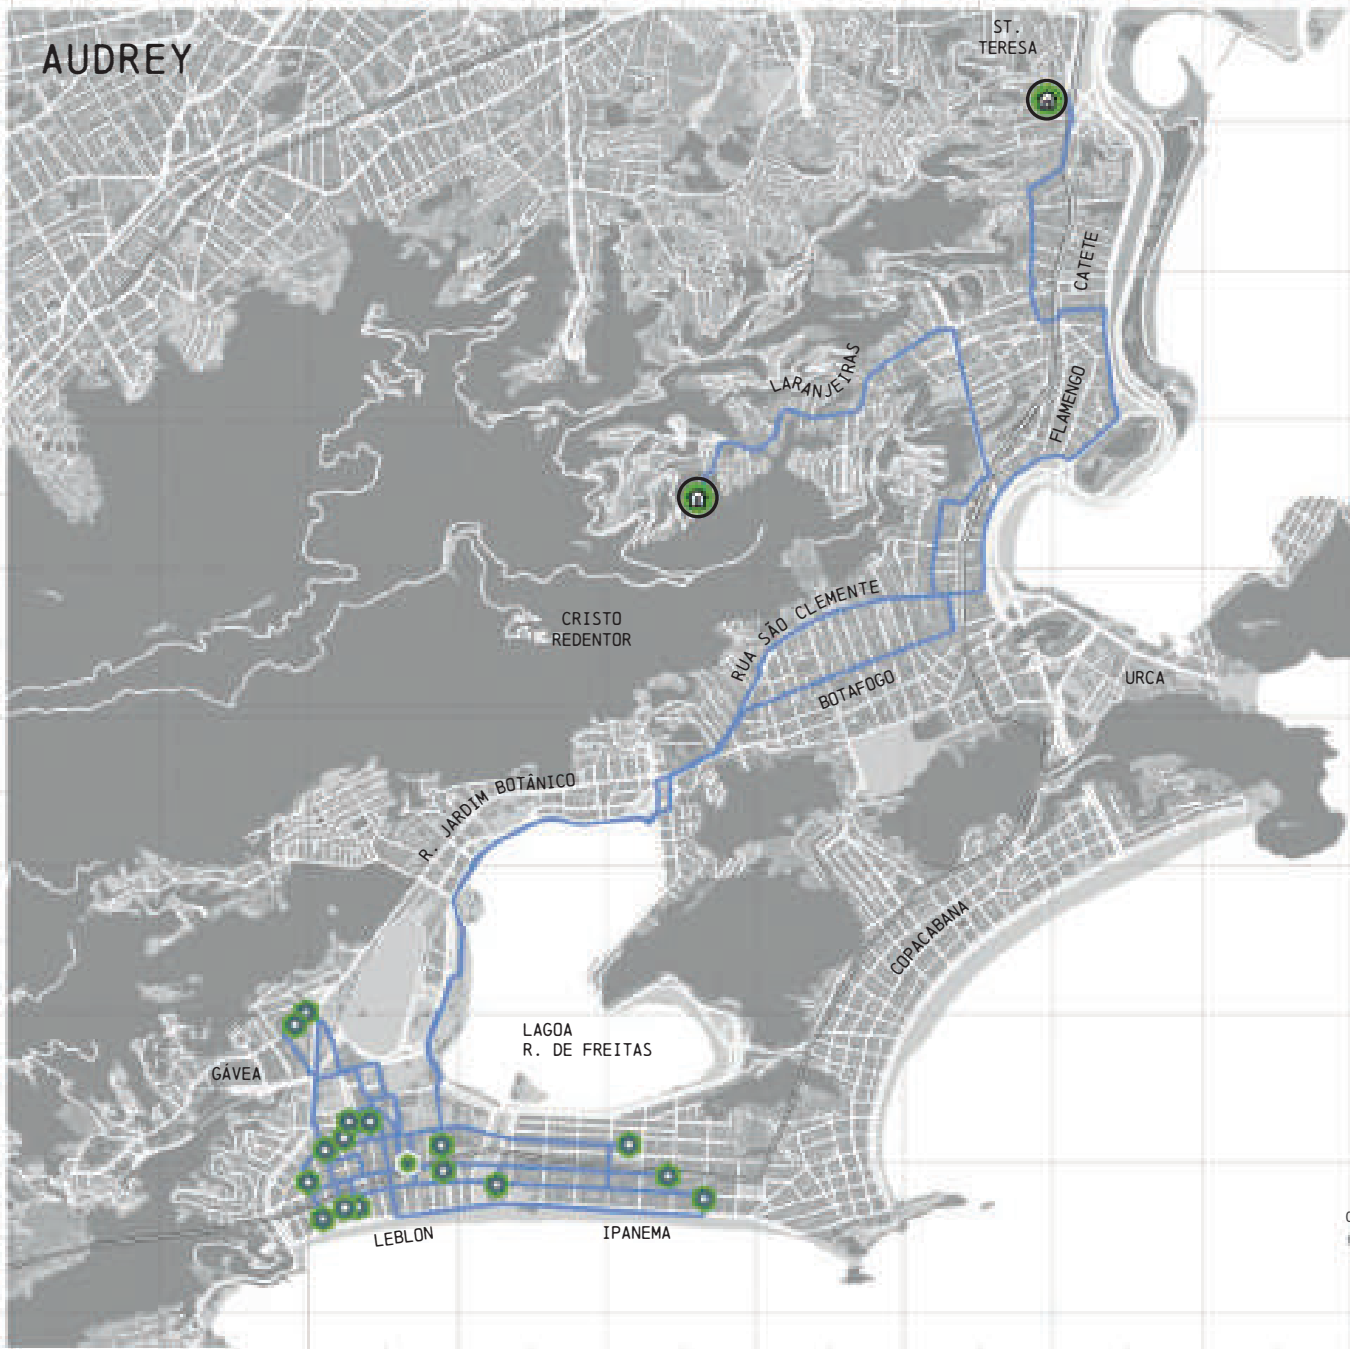 AUDREY
ST.
TERESA
CATETE
LARANJEIRAS
FLAMENGO
CRISTO
REDENTOR
RUA SÃO CLEMENTE
URCA
BOTAFOGO
R. JARDIM BOTÂNICO
COPACABANA
LAGOA
R. DE FREITAS
GÁVEA
LEBLON
IPANEMA